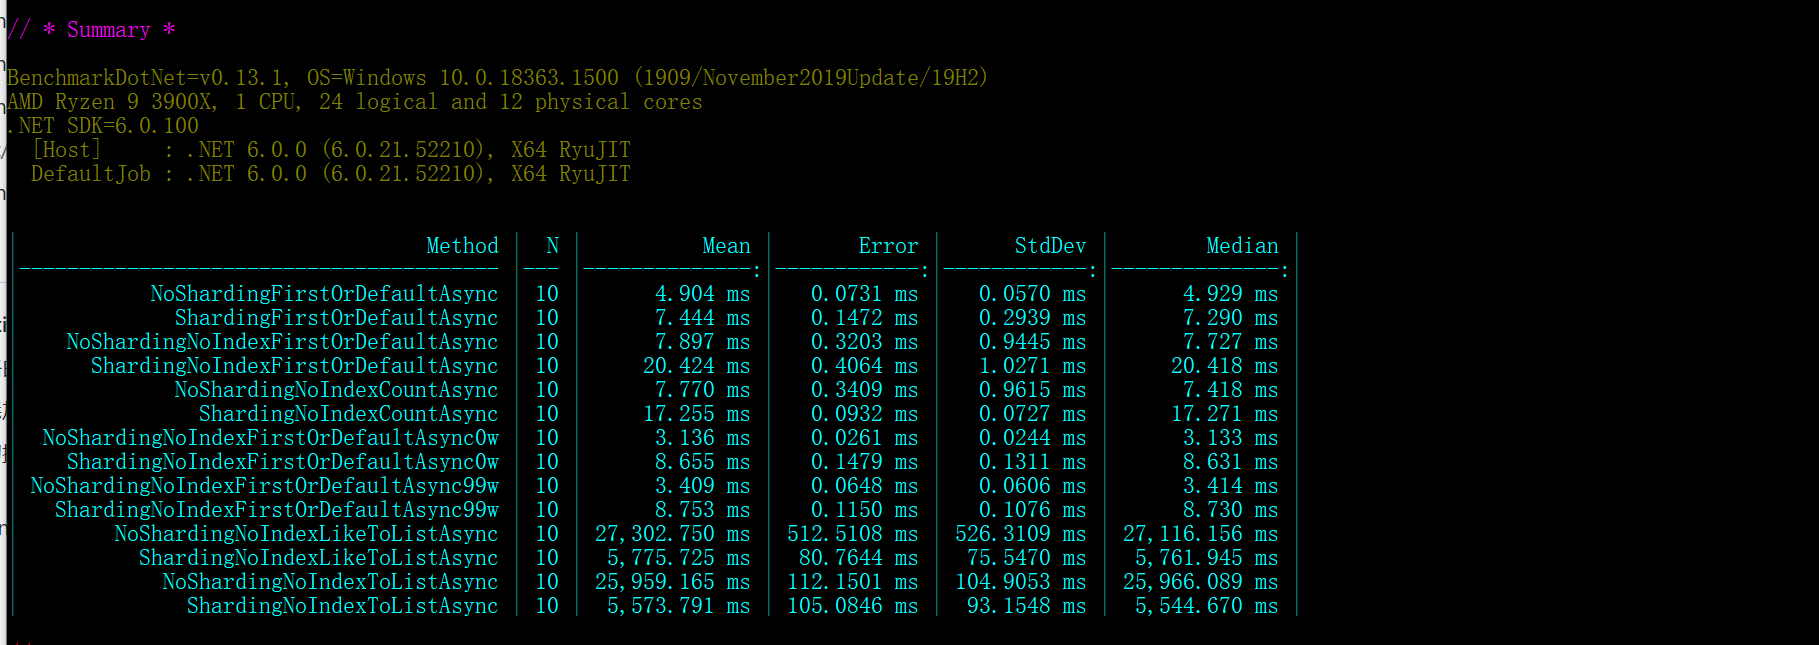 // * Summary *
BenchmarkDotNet=v0.13.1, OS=Windows 10.0.18363.1500 (1909/November2019Update/19H2)
AMD Ryzen 9 3900X, 1 CPU, 24 logical and 12 physical cores
.NET SDK=6.0.100
[Host]     : .NET 6.0.0 (6.0.21.52210), X64 RyuJIT
DefaultJob : .NET 6.0.0 (6.0.21.52210), X64 RyuJIT
| Method | N | Mean | Error | StdDev | Median |
|---------------------------------------- |--- |--------------:|------------:|------------:|--------------:|
| NoShardingFirstOrDefaultAsync | 10 | 4.904 ms | 0.0731 ms | 0.0570 ms | 4.929 ms |
| ShardingFirstOrDefaultAsync | 10 | 7.444 ms | 0.1472 ms | 0.2939 ms | 7.290 ms |
| NoShardingNoIndexFirstOrDefaultAsync | 10 | 7.897 ms | 0.3203 ms | 0.9445 ms | 7.727 ms |
| ShardingNoIndexFirstOrDefaultAsync | 10 | 20.424 ms | 0.4064 ms | 1.0271 ms | 20.418 ms |
| NoShardingNoIndexCountAsync | 10 | 7.770 ms | 0.3409 ms | 0.9615 ms | 7.418 ms |
| ShardingNoIndexCountAsync | 10 | 17.255 ms | 0.0932 ms | 0.0727 ms | 17.271 ms |
| NoShardingNoIndexFirstOrDefaultAsync0w | 10 | 3.136 ms | 0.0261 ms | 0.0244 ms | 3.133 ms |
| ShardingNoIndexFirstOrDefaultAsync0w | 10 | 8.655 ms | 0.1479 ms | 0.1311 ms | 8.631 ms |
| NoShardingNoIndexFirstOrDefaultAsync99w | 10 | 3.409 ms | 0.0648 ms | 0.0606 ms | 3.414 ms |
| ShardingNoIndexFirstOrDefaultAsync99w | 10 | 8.753 ms | 0.1150 ms | 0.1076 ms | 8.730 ms |
| NoShardingNoIndexLikeToListAsync | 10 | 27,302.750 ms | 512.5108 ms | 526.3109 ms | 27,116.156 ms |
| ShardingNoIndexLikeToListAsync | 10 | 5,775.725 ms | 80.7644 ms | 75.5470 ms | 5,761.945 ms |
| NoShardingNoIndexToListAsync | 10 | 25,959.165 ms | 112.1501 ms | 104.9053 ms | 25,966.089 ms |
| ShardingNoIndexToListAsync | 10 | 5,573.791 ms | 105.0846 ms | 93.1548 ms | 5,544.670 ms |